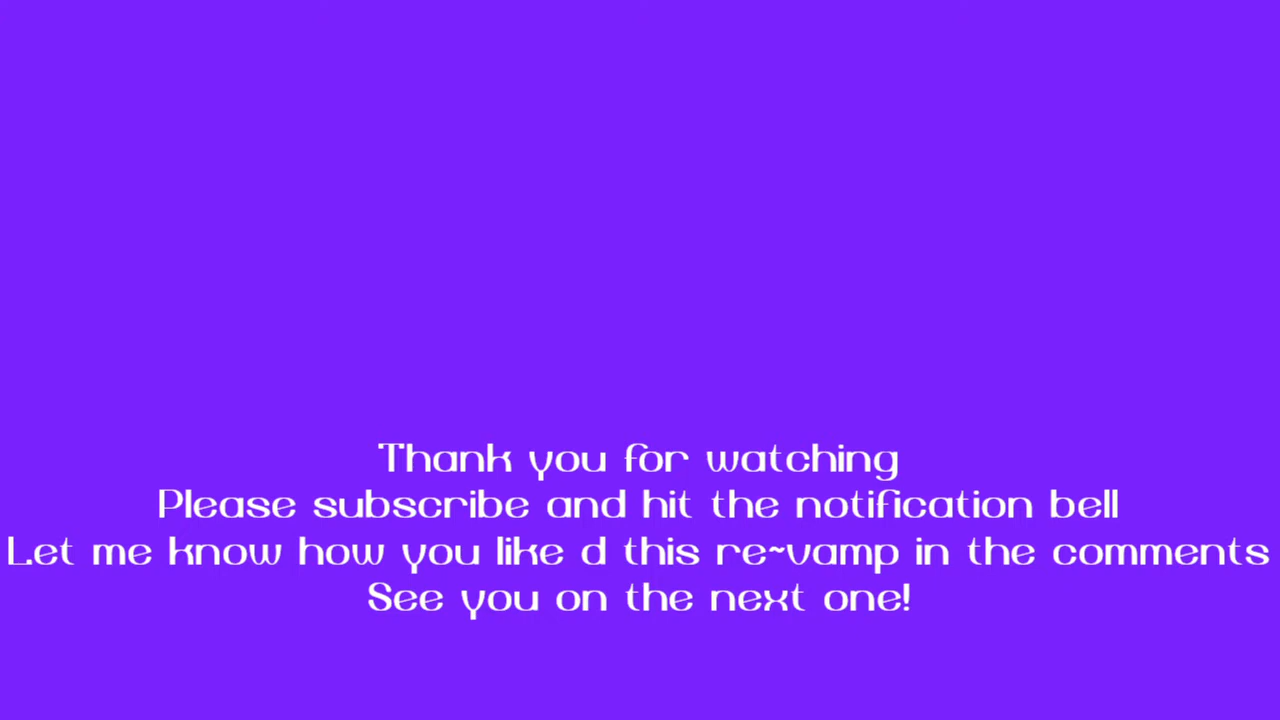 Thank you for watching
Please subscribe and hit the notification bell
Let me know how you like d this re~vamp in the comments
See you on the next one!